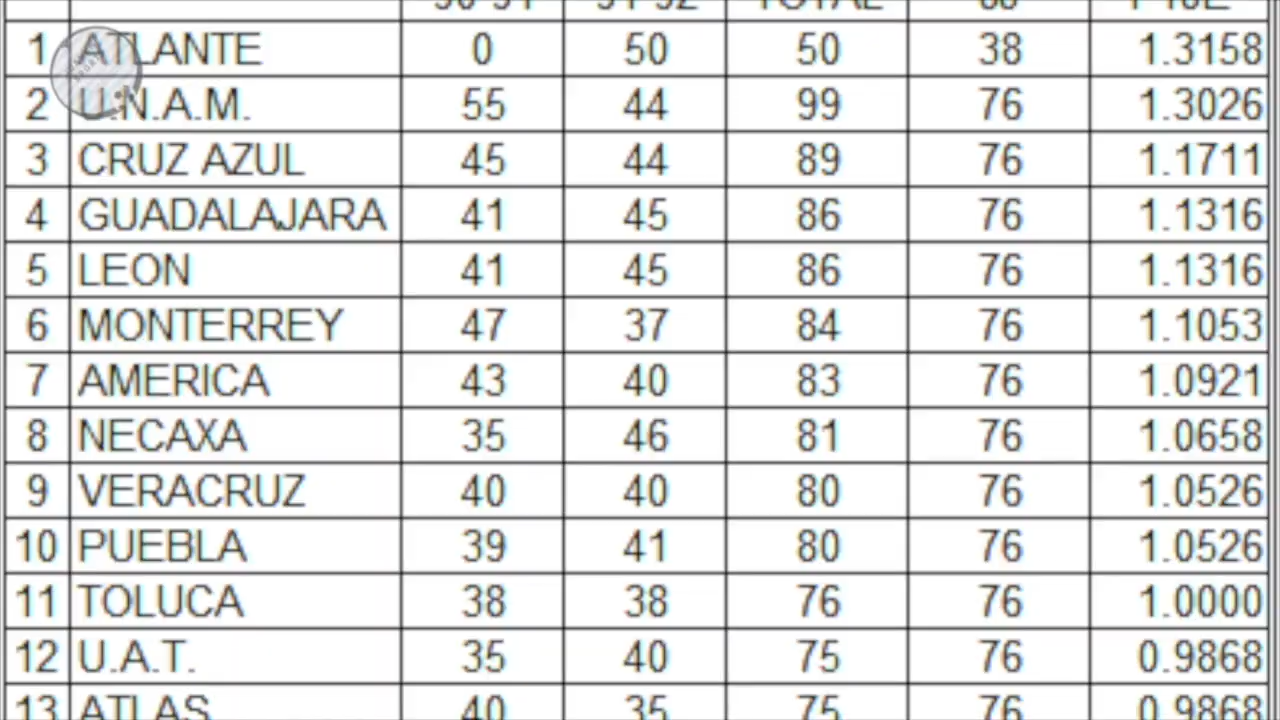 90-91 91-92 TOTAL
1 ATLANTE 0 50 50 38 1.3158
2 U.N.A.M. 55 44 99 76 1.3026
3 CRUZ AZUL 45 44 89 76 1.1711
4 GUADALAJARA 41 45 86 76 1.1316
5 LEON 41 45 86 76 1.1316
6 MONTERREY 47 37 84 76 1.1053
7 AMERICA 43 40 83 76 1.0921
8 NECAXA 35 46 81 76 1.0658
9 VERACRUZ 40 40 80 76 1.0526
10 PUEBLA 39 41 80 76 1.0526
11 TOLUCA 38 38 76 76 1.0000
12 U.A.T. 35 40 75 76 0.9868
13 ATLAS 40 35 75 76 0.9868